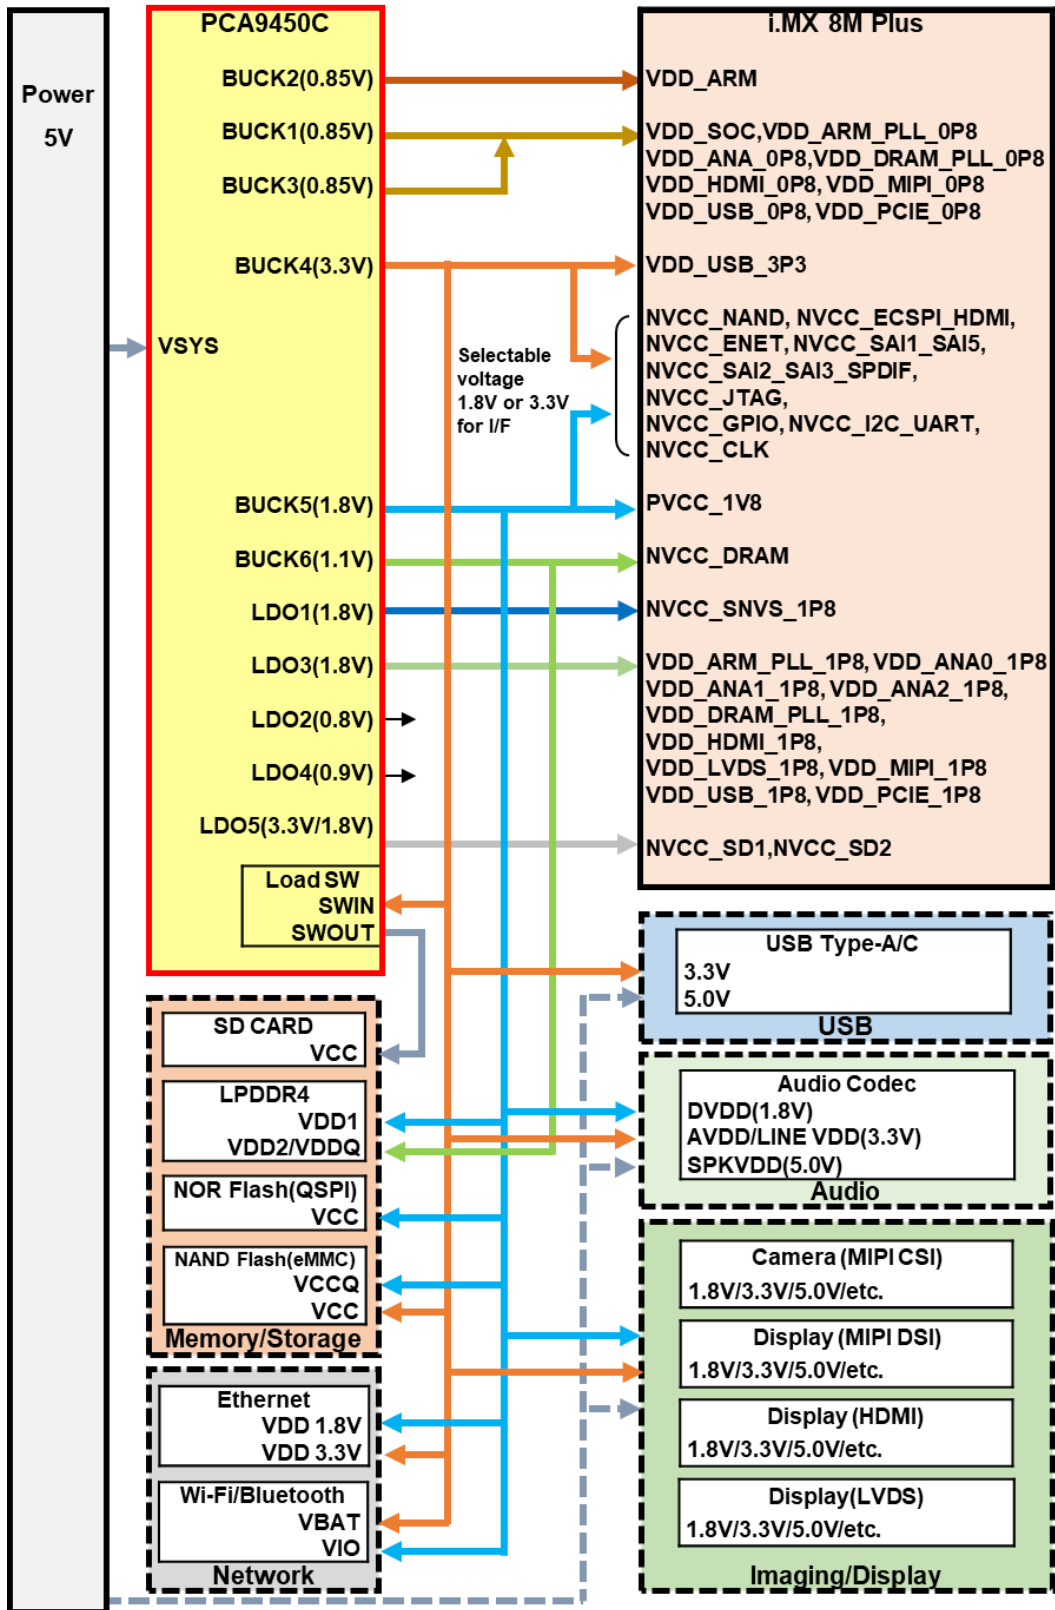 Power
5V
PCA9450C
BUCK2(0.85V)
BUCK1(0.85V)
BUCK3(0.85V)
BUCK4(3.3V)
VSYS
BUCK5(1.8V)
BUCK6(1.1V)
LDO1(1.8V)
LDO3(1.8V)
LDO2(0.8V)
LDO4(0.9V)
LDO5(3.3V/1.8V)
Load SW
SWIN
SWOUT
Selectable
voltage
1.8V or 3.3V
for I/F
i.MX 8M Plus
VDD_ARM
VDD_SOC,VDD_ARM_PLL_0P8
VDD_ANA_0P8,VDD_DRAM_PLL_0P8
VDD_HDMI_0P8, VDD_MIPI_0P8
VDD_USB_0P8, VDD_PCIE_0P8
VDD_USB_3P3
NVCC_NAND, NVCC_ECSPI_HDMI,
NVCC_ENET, NVCC_SAI1_SAI5,
NVCC_SAI2_SAI3_SPDIF,
NVCC_JTAG,
NVCC_GPIO, NVCC_I2C_UART,
NVCC_CLK
PVCC_1V8
NVCC_DRAM
NVCC_SNVS_1P8
VDD_ARM_PLL_1P8, VDD_ANA0_1P8
VDD_ANA1_1P8, VDD_ANA2_1P8,
VDD_DRAM_PLL_1P8,
VDD_HDMI_1P8,
VDD_LVDS_1P8, VDD_MIPI_1P8
VDD_USB_1P8, VDD_PCIE_1P8
NVCC_SD1,NVCC_SD2
SD CARD
VCC
LPDDR4
VDD1
VDD2/VDDQ
NOR Flash(QSPI)
VCC
NAND Flash(eMMC)
VCCQ
VCC
Memory/Storage
Ethernet
VDD 1.8V
VDD 3.3V
Wi-Fi/Bluetooth
VBAT
VIO
Network
USB Type-A/C
3.3V
5.0V
USB
Audio Codec
DVDD(1.8V)
AVDD/LINE VDD(3.3V)
SPKVDD(5.0V)
Audio
Camera (MIPI CSI)
1.8V/3.3V/5.0V/etc.
Display (MIPI DSI)
1.8V/3.3V/5.0V/etc.
Display (HDMI)
1.8V/3.3V/5.0V/etc.
Display(LVDS)
1.8V/3.3V/5.0V/etc.
Imaging/Display